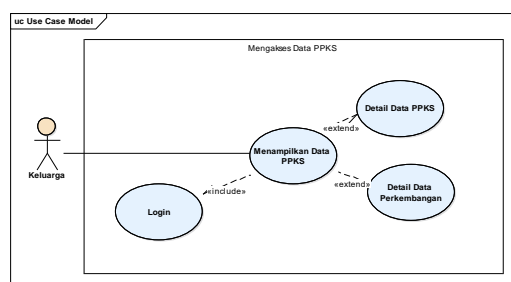 uc Use Case Model
Mengakses Data PPKS
Detail Data PPKS
«extend»
Menampilkan Data
PPKS
Keluarga
«extend»
Detail Data
Perkembangan
«include»
Login